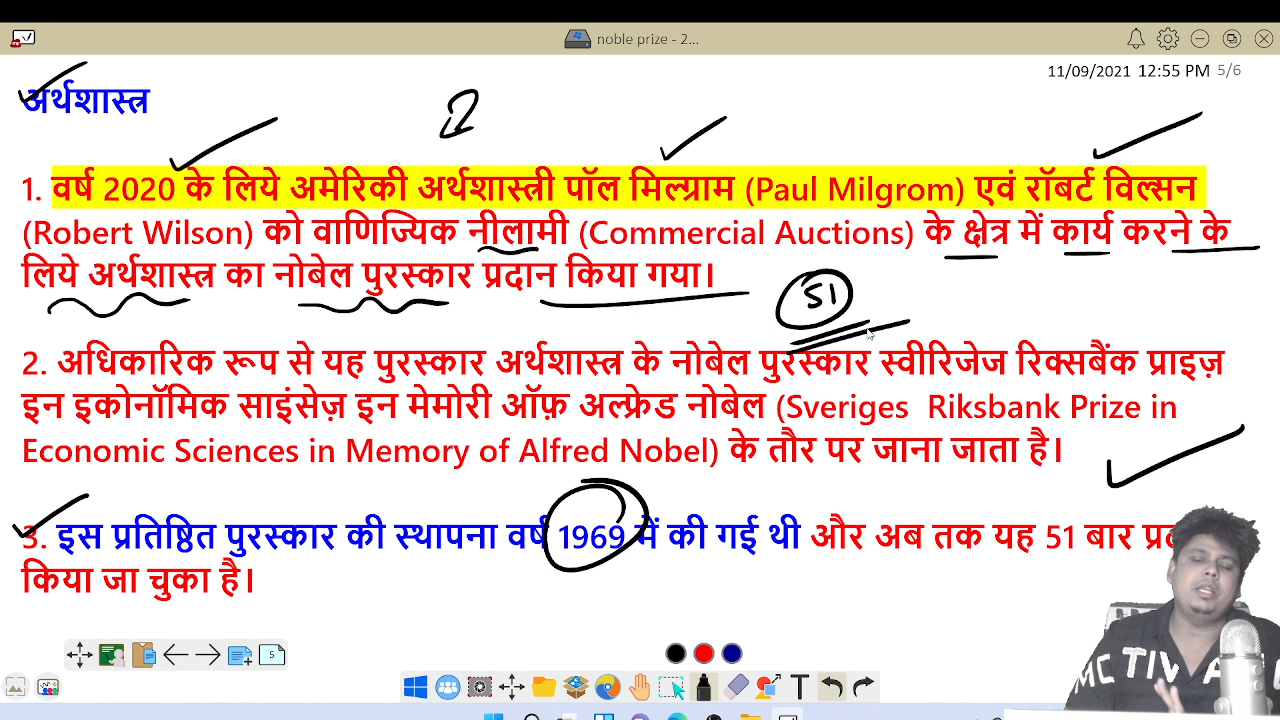 noble prize - 2...
11/09/2021 12:55 PM 5/6
अर्थशास्त्र
2
1. वर्ष 2020 के लिये अमेरिकी अर्थशास्त्री पॉल मिल्ग्राम (Paul Milgrom) एवं रॉबर्ट विल्सन
(Robert Wilson) को वाणिज्यिक नीलामी (Commercial Auctions) के क्षेत्र में कार्य करने के
लिये अर्थशास्त्र का नोबेल पुरस्कार प्रदान किया गया।
51
2. अधिकारिक रूप से यह पुरस्कार अर्थशास्त्र के नोबेल पुरस्कार स्वीरिजेज रिक्सबैंक प्राइज़
इन इकोनॉमिक साइंसेज़ इन मेमोरी ऑफ़ अल्फ्रेड नोबेल (Sveriges Riksbank Prize in
Economic Sciences in Memory of Alfred Nobel) के तौर पर जाना जाता है।
3. इस प्रतिष्ठित पुरस्कार की स्थापना वर्ष 1969 में की गई थी और अब तक यह 51 बार
किया जा चुका है।
5